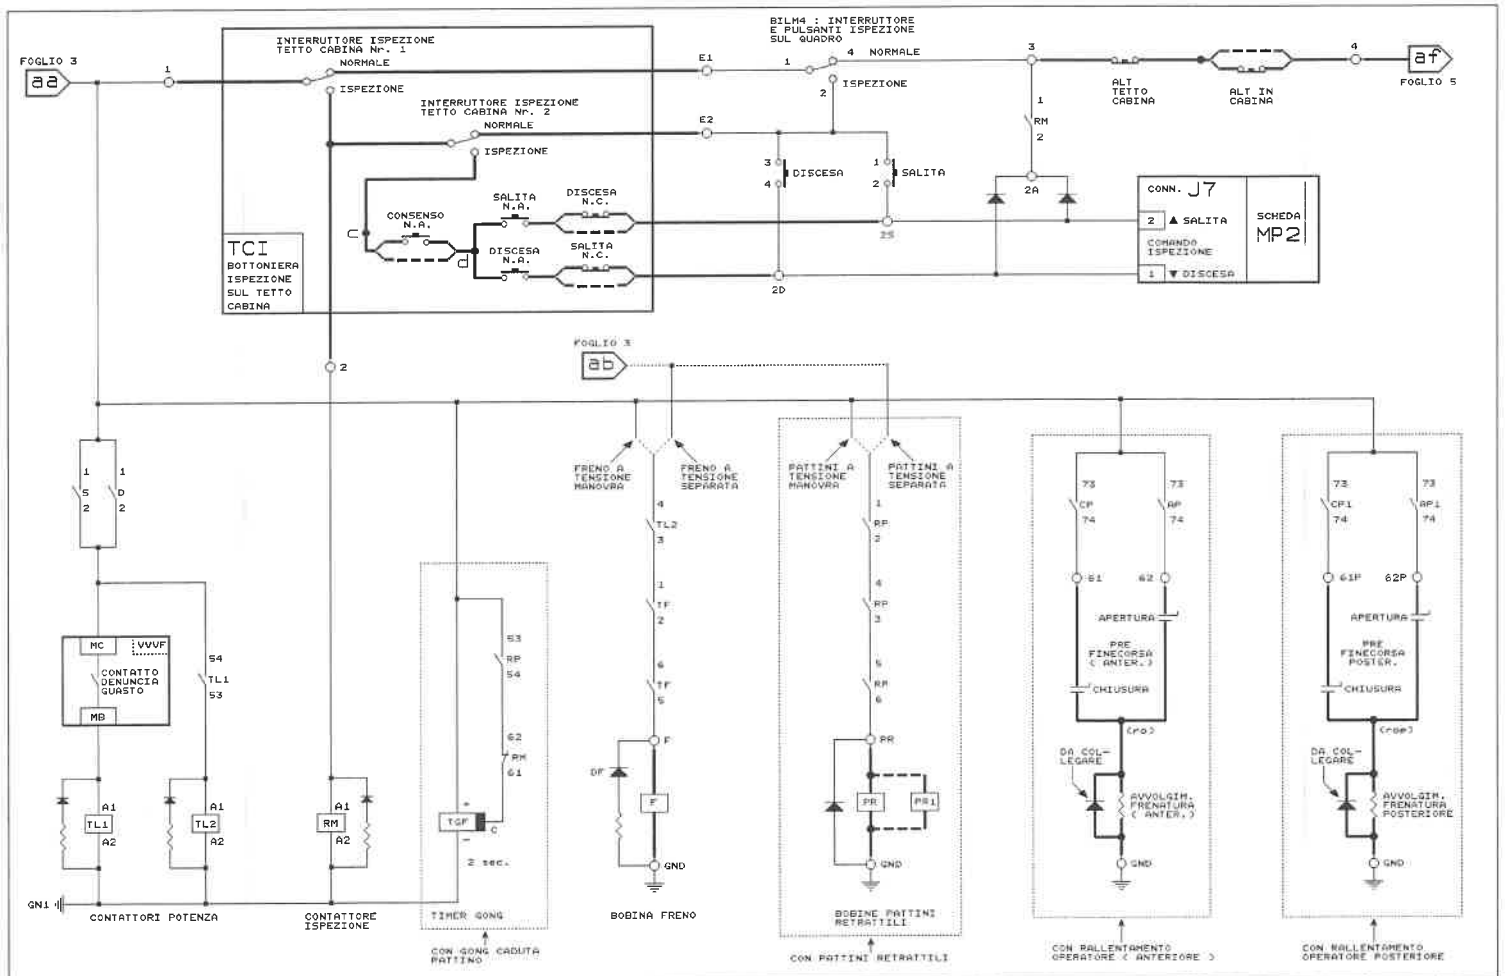 FOGLIO 3
aa
1
INTERRUTTORE ISPEZIONE
TETTO CABINA Nr. 1
NORMALE
ISPEZIONE
INTERRUTTORE ISPEZIONE
TETTO CABINA Nr. 2
NORMALE
ISPEZIONE
E1
E2
BILM4 : INTERRUTTORE
E PULSANTI ISPEZIONE
SUL QUADRO
1
4
NORMALE
2
ISPEZIONE
3
ALT
TETTO
CABINA
ALT IN
CABINA
4
af
FOGLIO 5
1
RM
2
2A
3
4
DISCESA
1
2
SALITA
CONSENSO
N.A.
c
d
SALITA
N.A.
DISCESA
N.C.
DISCESA
N.A.
SALITA
N.C.
2S
2D
TCI
BOTTONIERA
ISPEZIONE
SUL TETTO
CABINA
CONN. J7
2 ▲ SALITA
COMANDO
ISPEZIONE
1 ▼ DISCESA
SCHEDA
MP2
2
FOGLIO 3
ab
FRENO A
TENSIONE
MANOVRA
FRENO A
TENSIONE
SEPARATA
PATTINI A
TENSIONE
MANOVRA
PATTINI A
TENSIONE
SEPARATA
1
S
2
1
D
2
MC
VVVF
CONTATTO
DENUNCIA
GUASTO
MB
54
TL1
53
A1
TL1
A2
A1
TL2
A2
A1
RM
A2
GN1
CONTATTORI POTENZA
CONTATTORE
ISPEZIONE
53
RP
54
62
RM
61
+
TGF
C
-
2 sec.
TIMER GONG
CON GONG CADUTA
PATTINO
4
TL2
3
1
TF
2
6
TF
5
F
DF
F
GND
BOBINA FRENO
1
RP
2
4
RP
3
5
RP
6
PR
PR
PR1
GND
BOBINE PATTINI
RETRATTILI
CON PATTINI RETRATTILI
73
CP
74
73
AP
74
61
62
APERTURA
PRE
FINECORSA
( ANTER.)
CHIUSURA
(ro)
DA COL-
LEGARE
AVVOLGIM.
FRENATURA
( ANTER.)
GND
CON RALLENTAMENTO
OPERATORE ( ANTERIORE )
73
CP1
74
73
AP1
74
61P
62P
APERTURA
PRE
FINECORSA
POSTER.
CHIUSURA
(rop)
DA COL-
LEGARE
AVVOLGIM.
FRENATURA
POSTERIORE
GND
CON RALLENTAMENTO
OPERATORE POSTERIORE